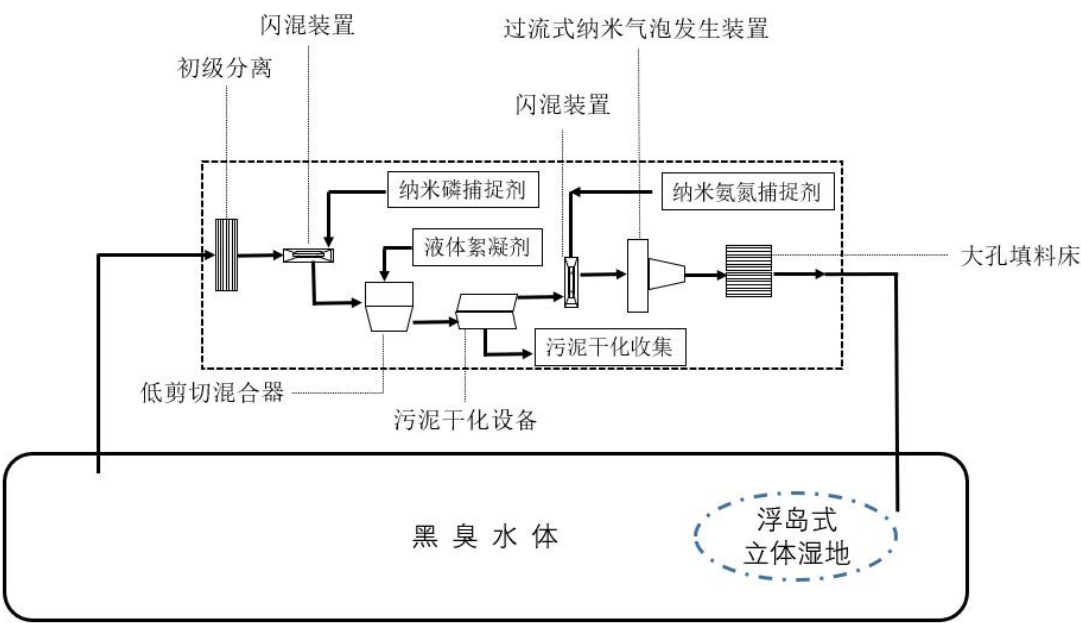 闪混装置
过流式纳米气泡发生装置
初级分离
闪混装置
纳米磷捕捉剂
纳米氨氮捕捉剂
液体絮凝剂
大孔填料床
污泥干化收集
低剪切混合器
污泥干化设备
黑臭水体
浮岛式
立体湿地